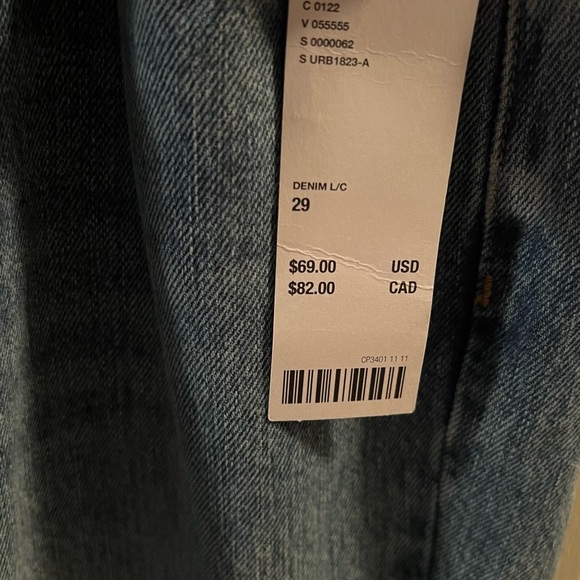 C 0122
V 055555
S 0000062
S URB1823-A
DENIM L/C
29
$69.00 USD
$82.00 CAD
CP3401 11 11